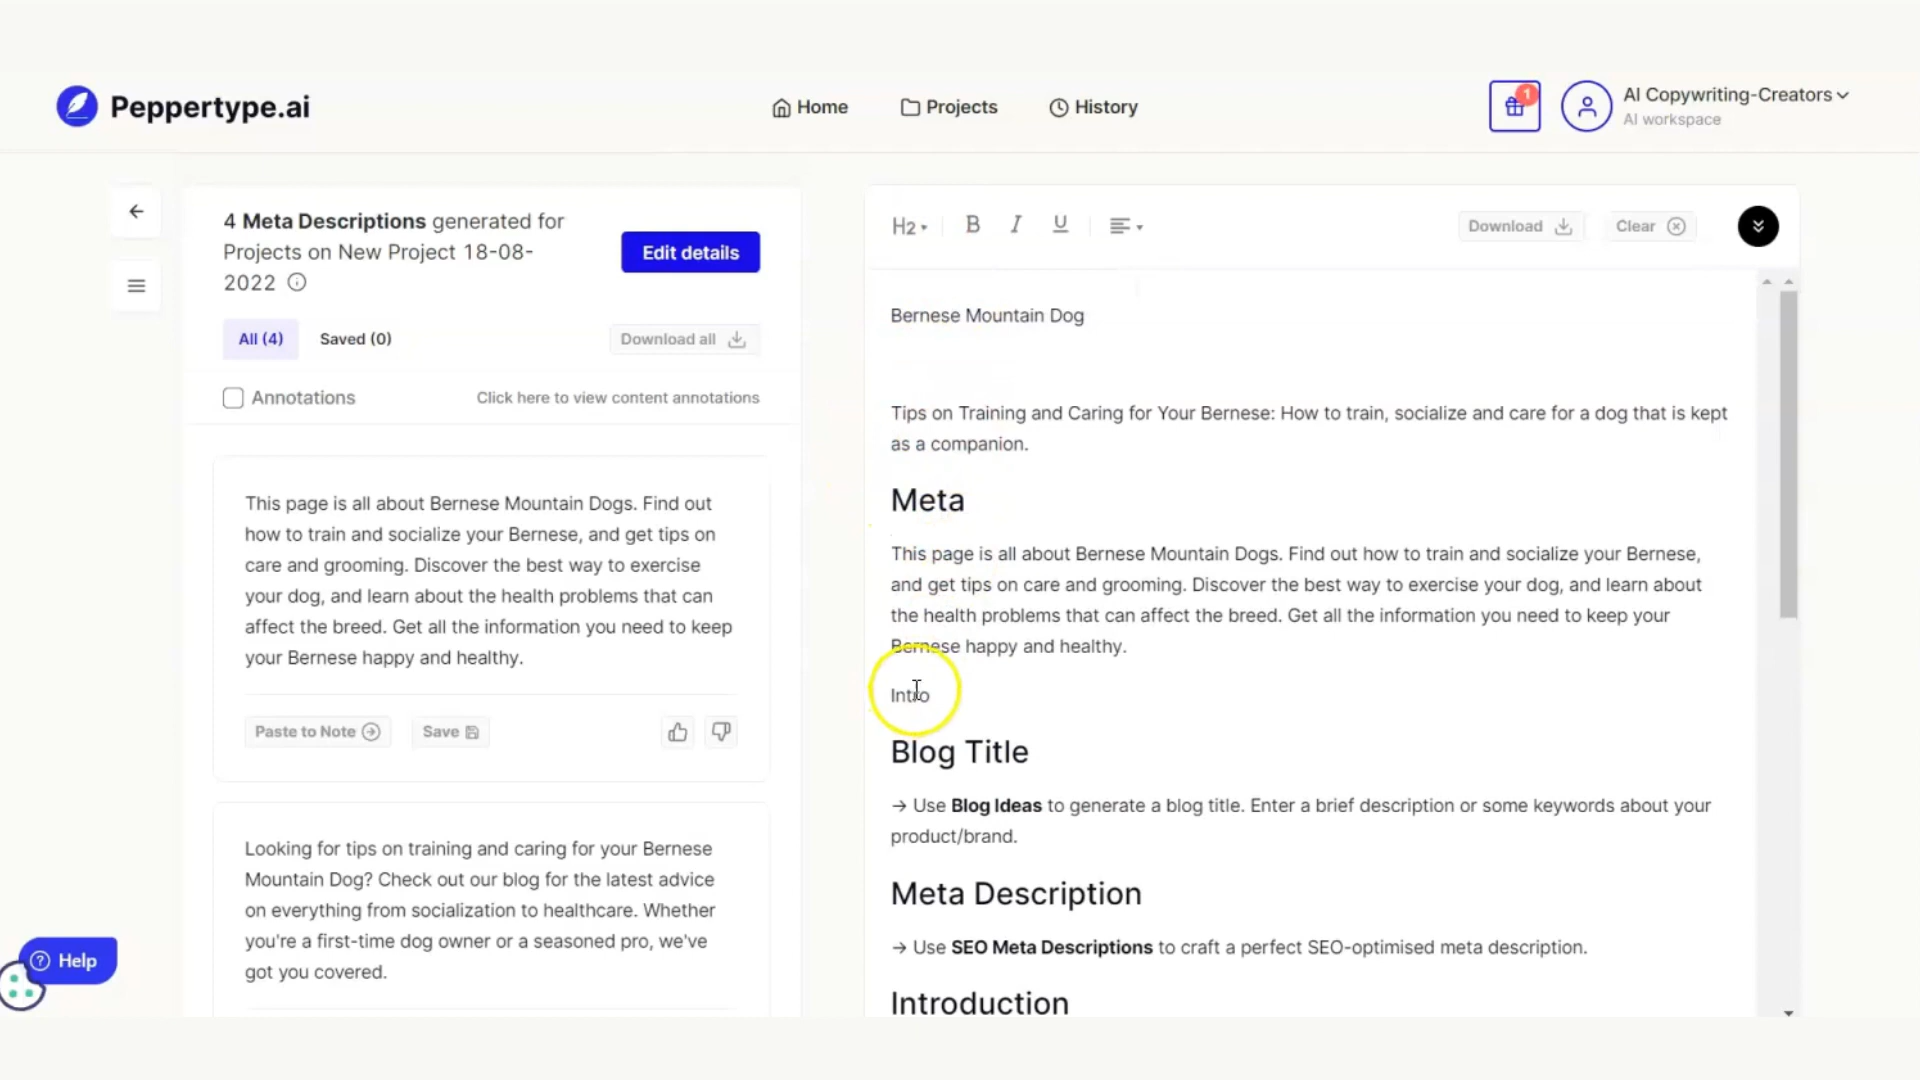 Peppertype.ai
Home
Projects
History
1
AI Copywriting-Creators
AI workspace
4 Meta Descriptions generated for
Projects on New Project 18-08-
2022
Edit details
All (4)
Saved (0)
Download all
Annotations
Click here to view content annotations
This page is all about Bernese Mountain Dogs. Find out
how to train and socialize your Bernese, and get tips on
care and grooming. Discover the best way to exercise
your dog, and learn about the health problems that can
affect the breed. Get all the information you need to keep
your Bernese happy and healthy.
Paste to Note
Save
Looking for tips on training and caring for your Bernese
Mountain Dog? Check out our blog for the latest advice
on everything from socialization to healthcare. Whether
you're a first-time dog owner or a seasoned pro, we've
got you covered.
Help
H2
B
I
U
Download
Clear
Bernese Mountain Dog
Tips on Training and Caring for Your Bernese: How to train, socialize and care for a dog that is kept
as a companion.
Meta
This page is all about Bernese Mountain Dogs. Find out how to train and socialize your Bernese,
and get tips on care and grooming. Discover the best way to exercise your dog, and learn about
the health problems that can affect the breed. Get all the information you need to keep your
Bernese happy and healthy.
Intro
Blog Title
→ Use Blog Ideas to generate a blog title. Enter a brief description or some keywords about your
product/brand.
Meta Description
→ Use SEO Meta Descriptions to craft a perfect SEO-optimised meta description.
Introduction